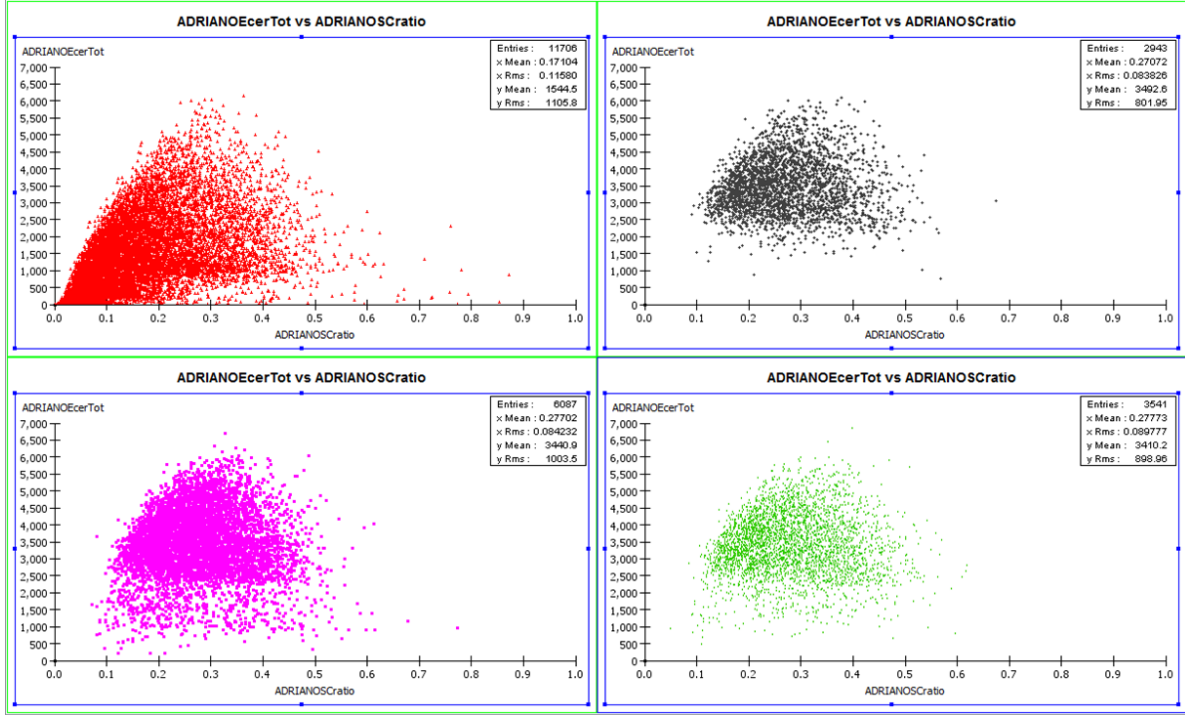 ADRIANOEcerTot vs ADRIANOSCratio
ADRIANOEcerTot
Entries : 11706
x Mean : 0.17104
x Rms : 0.11580
y Mean : 1544.5
y Rms : 1105.8
7,000
6,500
6,000
5,500
5,000
4,500
4,000
3,500
3,000
2,500
2,000
1,500
1,000
500
0
0.0 0.1 0.2 0.3 0.4 0.5 0.6 0.7 0.8 0.9 1.0
ADRIANOSCratio
ADRIANOEcerTot vs ADRIANOSCratio
ADRIANOEcerTot
Entries : 2943
x Mean : 0.27072
x Rms : 0.083826
y Mean : 3492.6
y Rms : 801.95
7,000
6,500
6,000
5,500
5,000
4,500
4,000
3,500
3,000
2,500
2,000
1,500
1,000
500
0
0.0 0.1 0.2 0.3 0.4 0.5 0.6 0.7 0.8 0.9 1.0
ADRIANOSCratio
ADRIANOEcerTot vs ADRIANOSCratio
ADRIANOEcerTot
Entries : 6087
x Mean : 0.27702
x Rms : 0.084232
y Mean : 3440.9
y Rms : 1003.5
7,000
6,500
6,000
5,500
5,000
4,500
4,000
3,500
3,000
2,500
2,000
1,500
1,000
500
0
0.0 0.1 0.2 0.3 0.4 0.5 0.6 0.7 0.8 0.9 1.0
ADRIANOSCratio
ADRIANOEcerTot vs ADRIANOSCratio
ADRIANOEcerTot
Entries : 3541
x Mean : 0.27773
x Rms : 0.089777
y Mean : 3410.2
y Rms : 898.96
7,000
6,500
6,000
5,500
5,000
4,500
4,000
3,500
3,000
2,500
2,000
1,500
1,000
500
0
0.0 0.1 0.2 0.3 0.4 0.5 0.6 0.7 0.8 0.9 1.0
ADRIANOSCratio